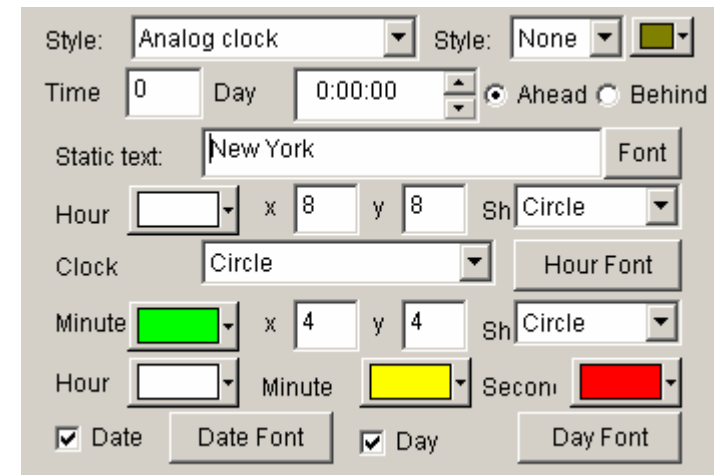 Style: Analog clock Style: None
Time 0 Day 0:00:00 Ahead Behind
Static text: New York Font
Hour x 8 y 8 Sh Circle
Clock Circle Hour Font
Minute x 4 y 4 Sh Circle
Hour Minute Secon
Date Date Font Day Day Font